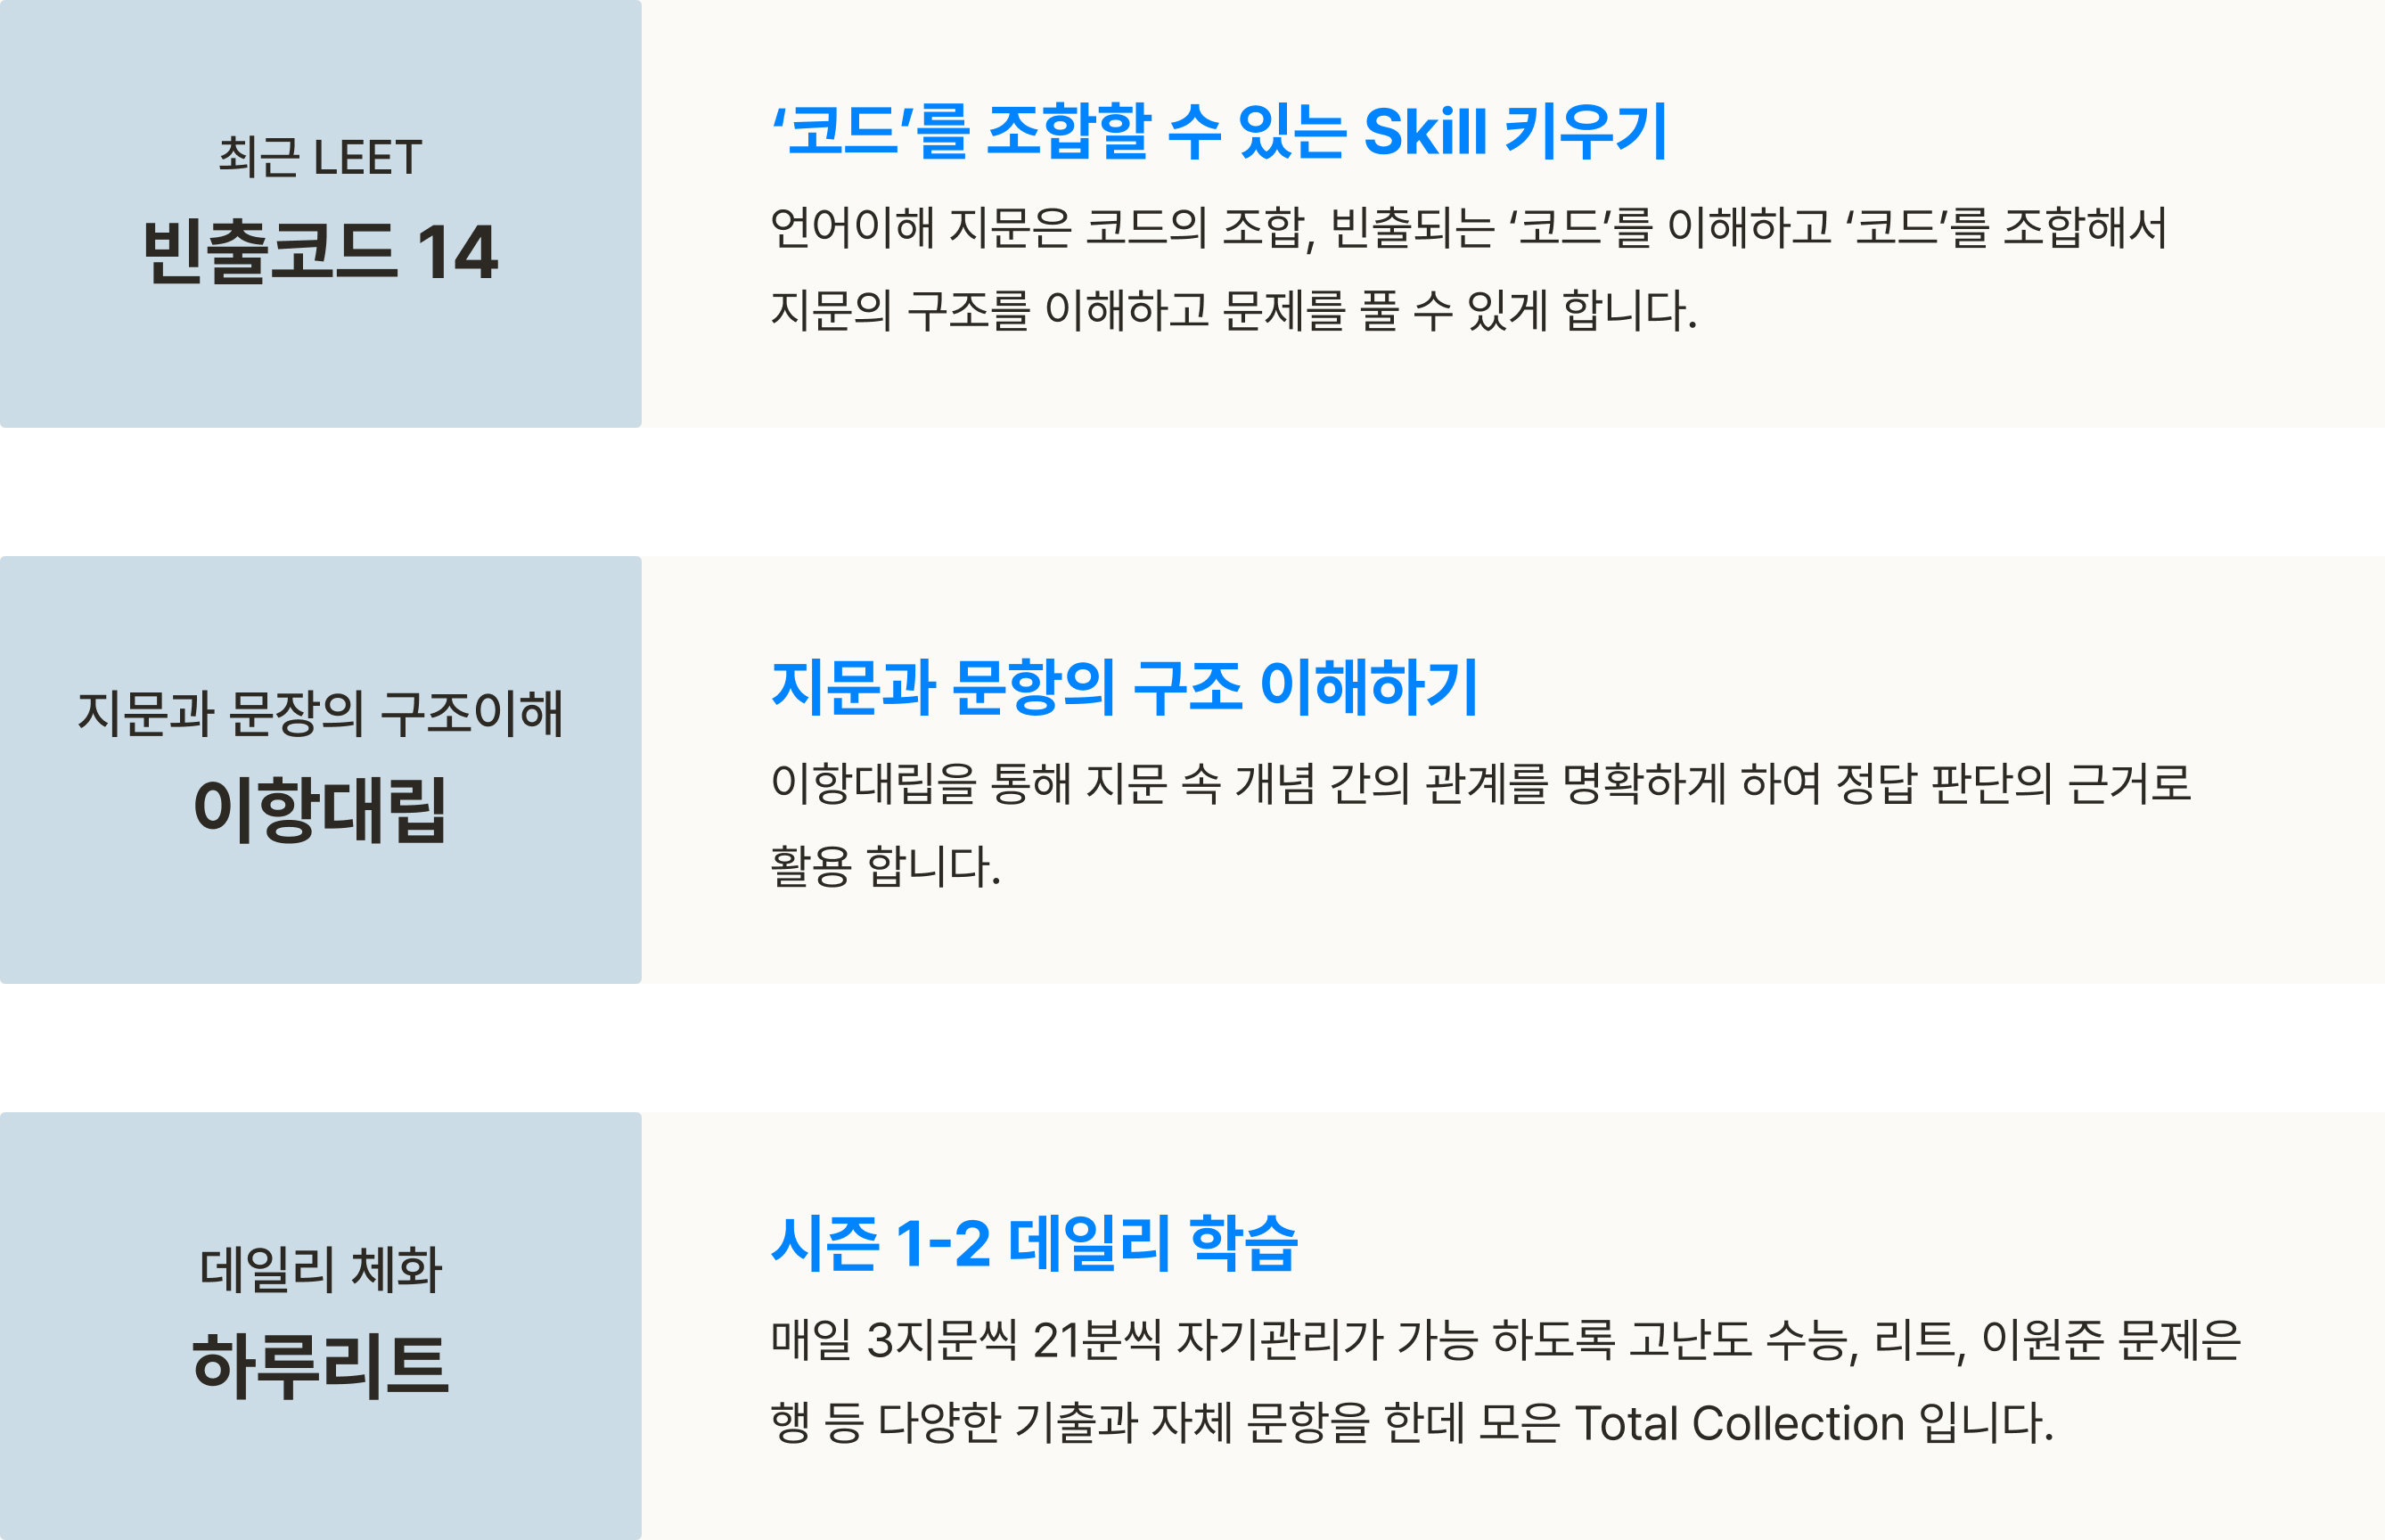 최근 LEET
빈출코드 14
‘코드’를 조합할 수 있는 Skill 키우기
언어이해 지문은 코드의 조합, 빈출되는 ‘코드’를 이해하고 ‘코드’를 조합해서
지문의 구조를 이해하고 문제를 풀 수 있게 합니다.
지문과 문장의 구조이해
이항대립
지문과 문항의 구조 이해하기
이항대립을 통해 지문 속 개념 간의 관계를 명확하게 하여 정답 판단의 근거로
활용 합니다.
데일리 체화
하루리트
시즌 1-2 데일리 학습
매일 3지문씩 21분씩 자기관리가 가능 하도록 고난도 수능, 리트, 이원준 문제은
행 등 다양한 기출과 자체 문항을 한데 모은 Total Collection 입니다.